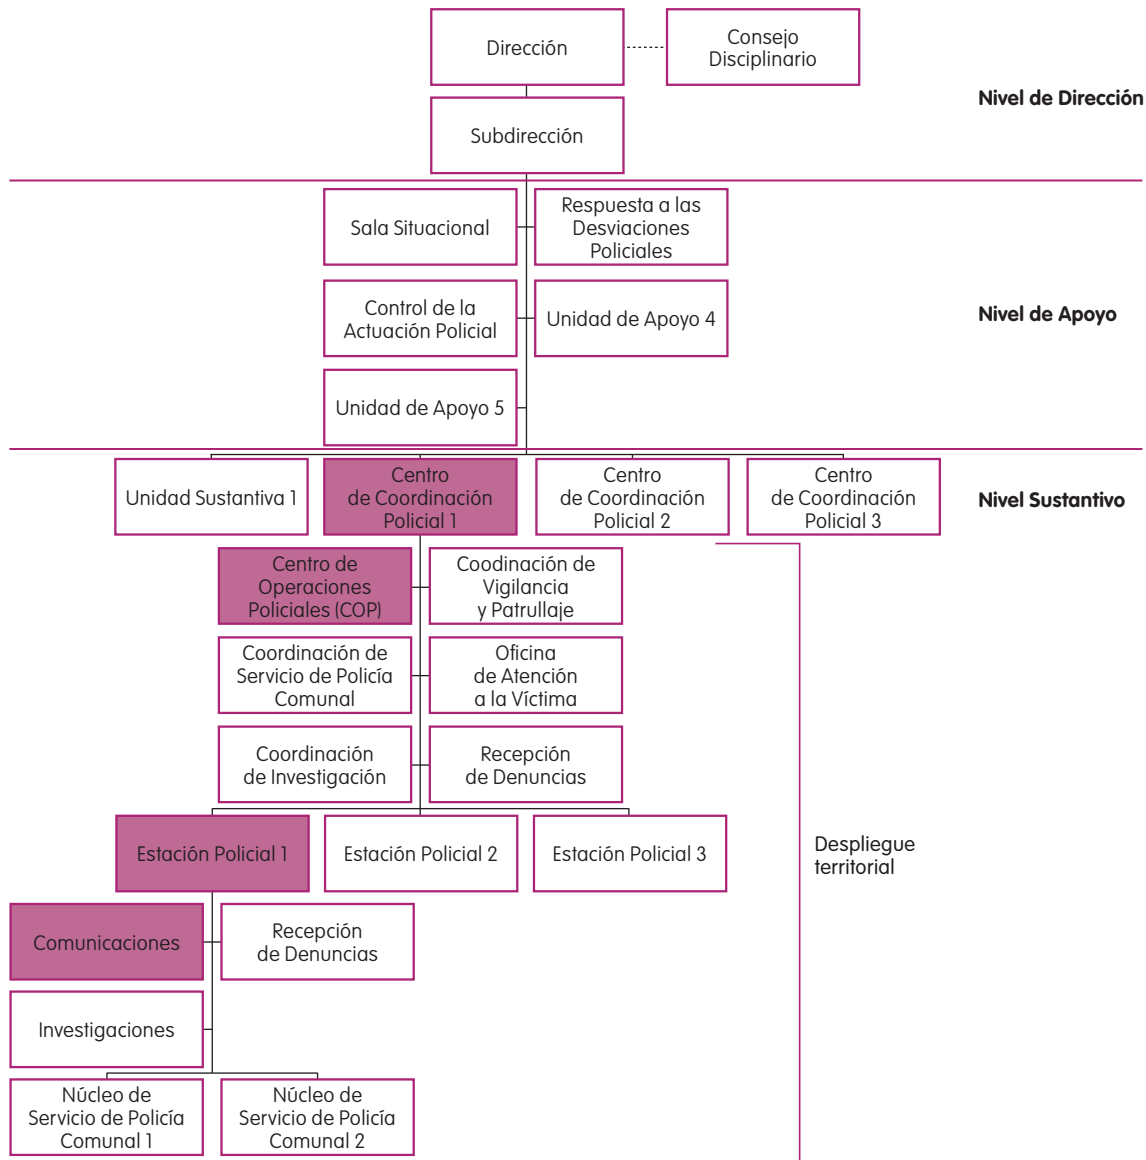 Dirección
Consejo
Disciplinario
Nivel de Dirección
Subdirección
Sala Situacional
Respuesta a las
Desviaciones
Policiales
Control de la
Actuación Policial
Unidad de Apoyo 4
Nivel de Apoyo
Unidad de Apoyo 5
Unidad Sustantiva 1
Centro
de Coordinación
Policial 1
Centro
de Coordinación
Policial 2
Centro
de Coordinación
Policial 3
Nivel Sustantivo
Centro de
Operaciones
Policiales (COP)
Coodinación de
Vigilancia
y Patrullaje
Coordinación de
Servicio de Policía
Comunal
Oficina
de Atención
a la Víctima
Coordinación
de Investigación
Recepción
de Denuncias
Estación Policial 1
Estación Policial 2
Estación Policial 3
Despliegue
territorial
Comunicaciones
Recepción
de Denuncias
Investigaciones
Núcleo de
Servicio de Policía
Comunal 1
Núcleo de
Servicio de Policía
Comunal 2